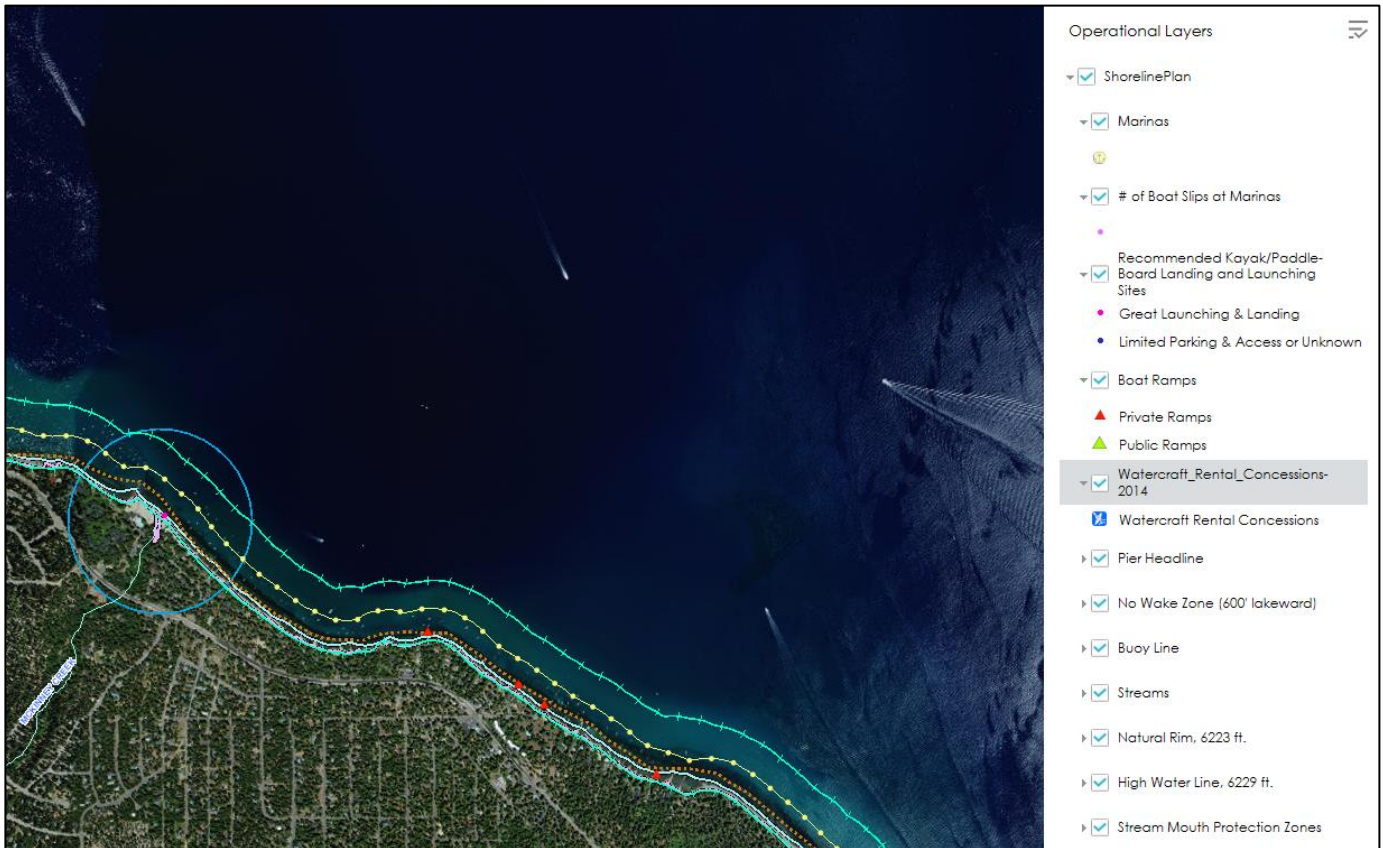 Operational Layers
ShorelinePlan
Marinas
# of Boat Slips at Marinas
Recommended Kayak/Paddle-
Board Landing and Launching
Sites
Great Launching & Landing
Limited Parking & Access or Unknown
Boat Ramps
Private Ramps
Public Ramps
Watercraft_Rental_Concessions-
2014
Watercraft Rental Concessions
Pier Headline
No Wake Zone (600' lakeward)
Buoy Line
Streams
Natural Rim, 6223 ft.
High Water Line, 6229 ft.
Stream Mouth Protection Zones
MCKINNEY CREEK